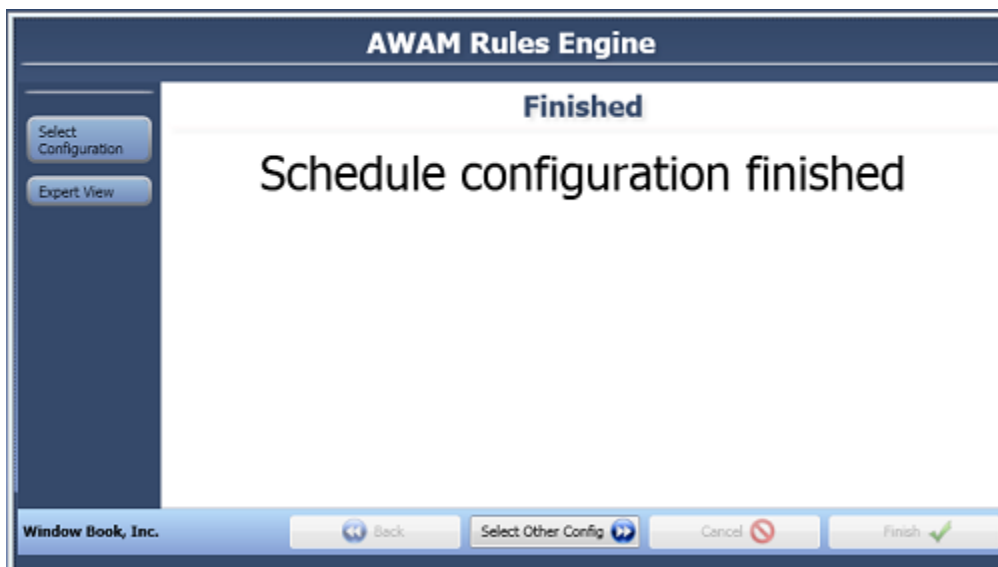 AWAM Rules Engine
Finished
Select
Configuration
Expert View
Schedule configuration finished
Window Book, Inc.
Back
Select Other Config
Cancel
Finish